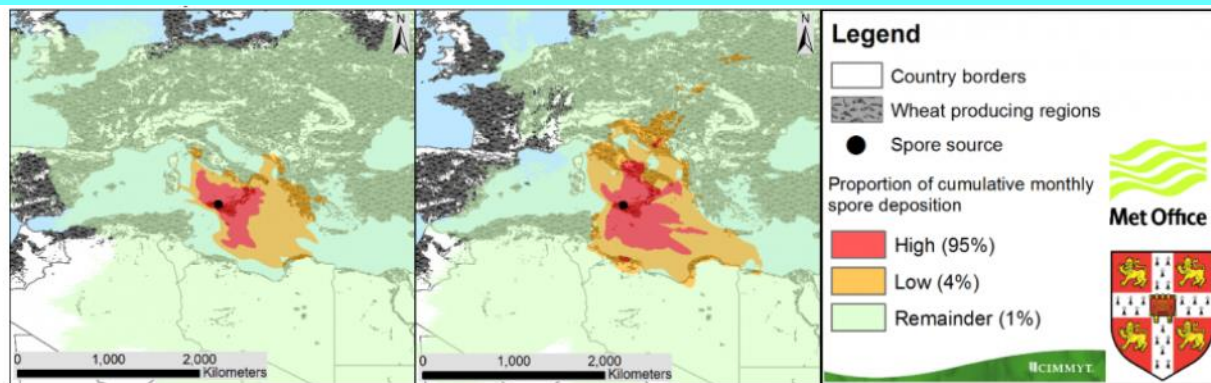 N
0
1,000
2,000
Kilometers
N
0
1,000
2,000
Kilometers
Legend
Country borders
Wheat producing regions
Spore source
Proportion of cumulative monthly
spore deposition
High (95%)
Low (4%)
Remainder (1%)
Met Office
CIMMYT.